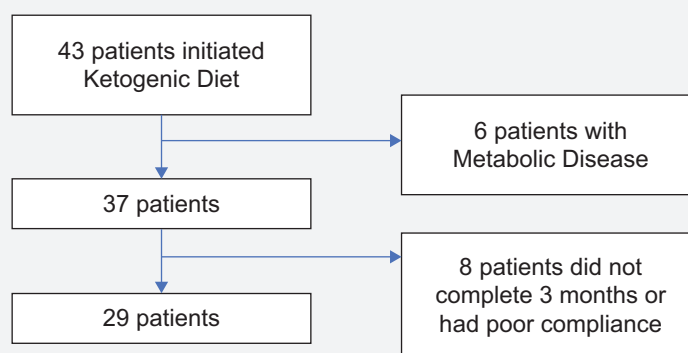 43 patients initiated
Ketogenic Diet
6 patients with
Metabolic Disease
37 patients
8 patients did not
complete 3 months or
had poor compliance
29 patients